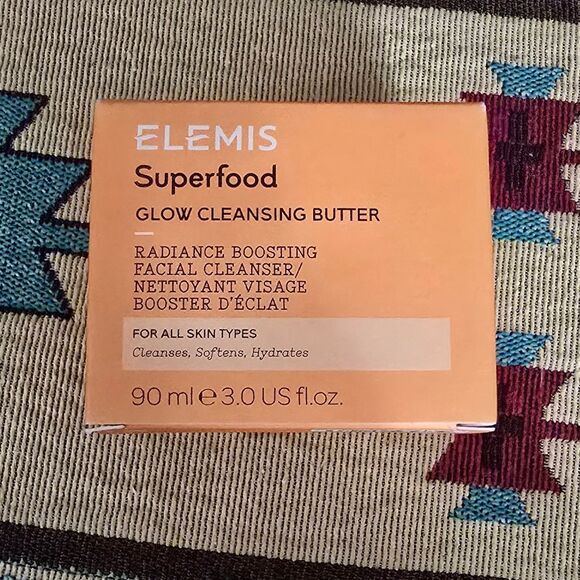 ELEMIS
Superfood
GLOW CLEANSING BUTTER
RADIANCE BOOSTING
FACIAL CLEANSER/
NETTOYANT VISAGE
BOOSTER D'ÉCLAT
FOR ALL SKIN TYPES
Cleanses, Softens, Hydrates
90 ml e 3.0 US fl.oz.